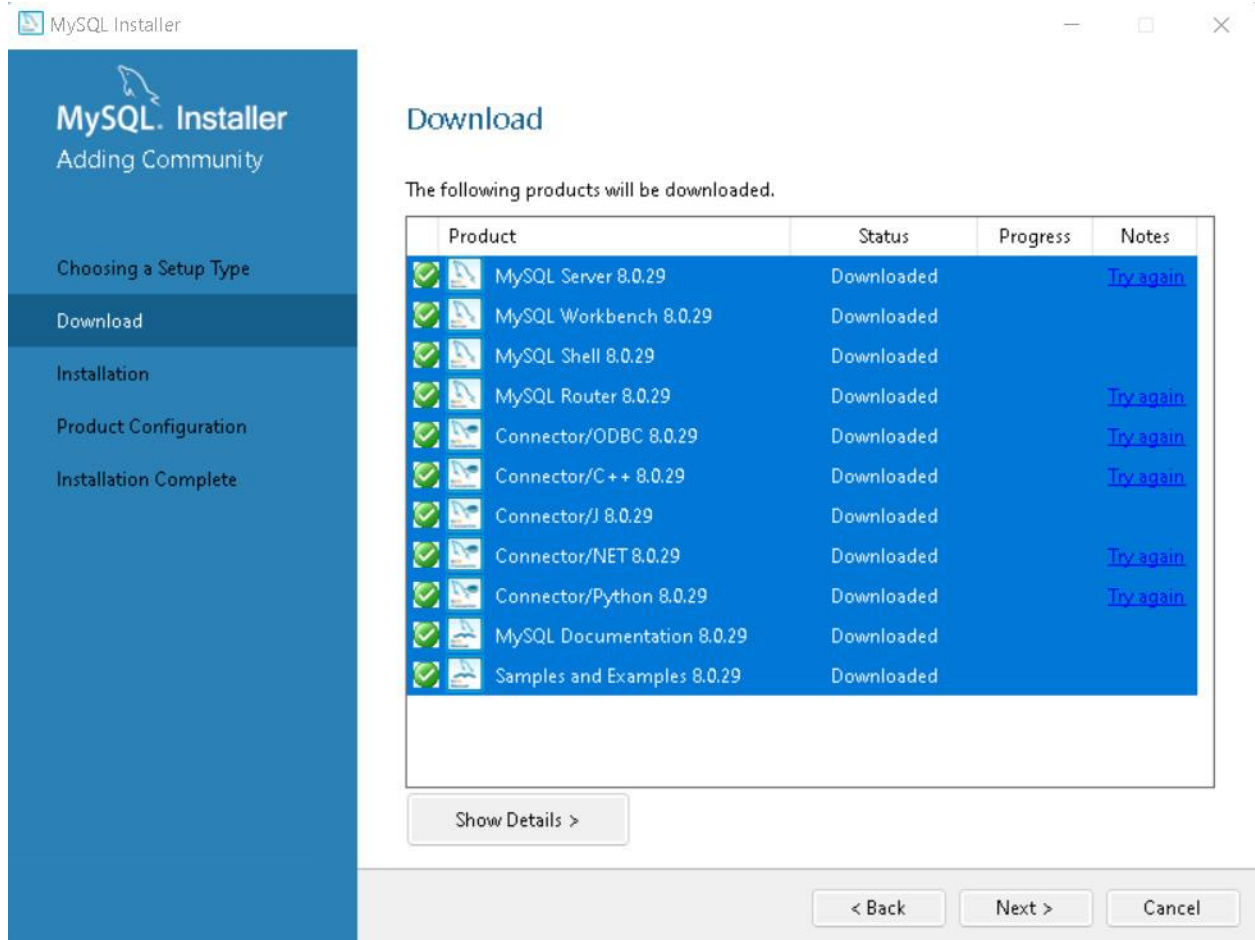 MySQL Installer
MySQL. Installer
Adding Community
Choosing a Setup Type
Download
Installation
Product Configuration
Installation Complete
Download
The following products will be downloaded.
Product Status Progress Notes
MySQL Server 8.0.29 Downloaded Try again
MySQL Workbench 8.0.29 Downloaded
MySQL Shell 8.0.29 Downloaded
MySQL Router 8.0.29 Downloaded Try again
Connector/ODBC 8.0.29 Downloaded Try again
Connector/C++ 8.0.29 Downloaded Try again
Connector/J 8.0.29 Downloaded
Connector/NET 8.0.29 Downloaded Try again
Connector/Python 8.0.29 Downloaded Try again
MySQL Documentation 8.0.29 Downloaded
Samples and Examples 8.0.29 Downloaded
Show Details >
< Back Next > Cancel